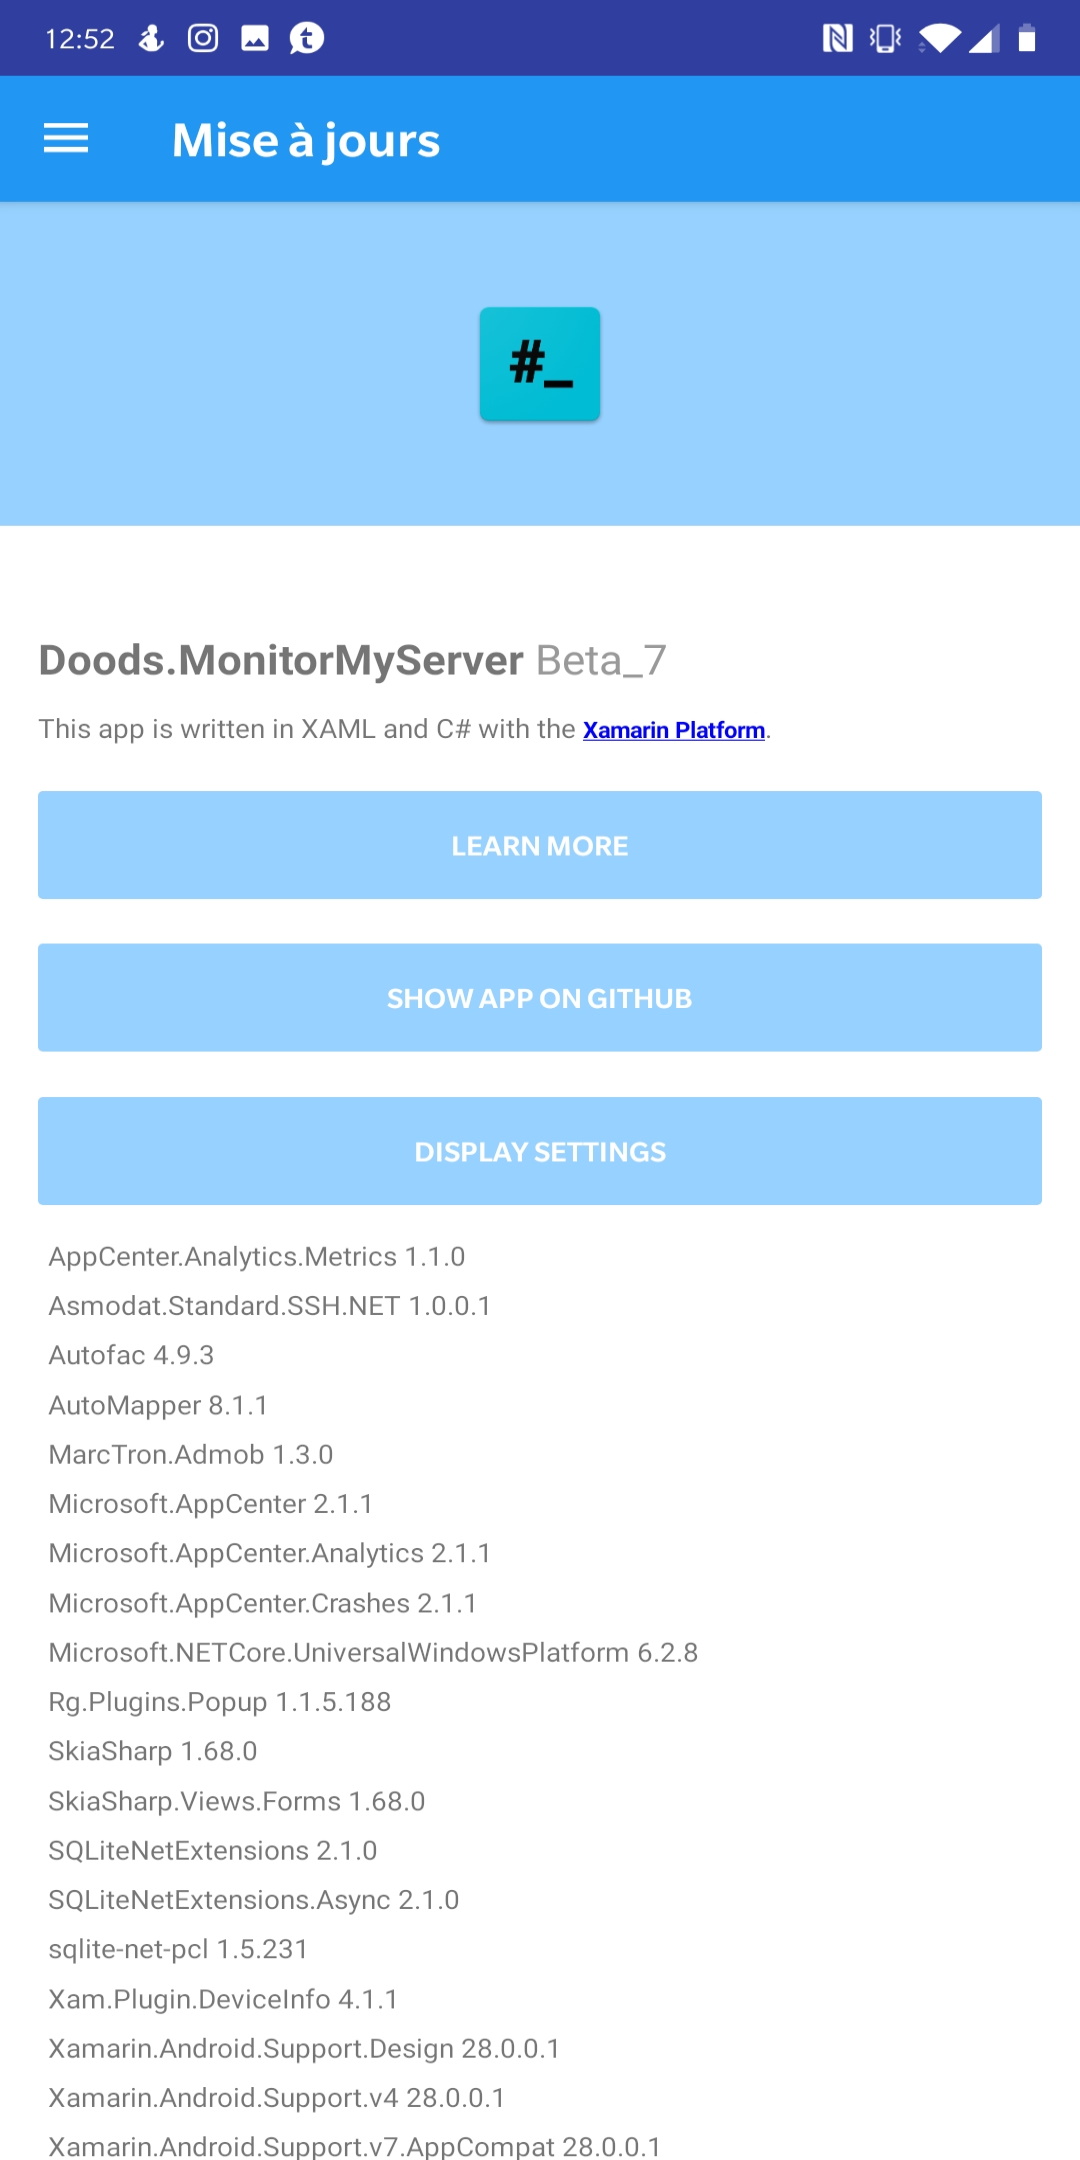 12:52
Mise à jours
#_
Doods.MonitorMyServer Beta_7
This app is written in XAML and C# with the Xamarin Platform.
LEARN MORE
SHOW APP ON GITHUB
DISPLAY SETTINGS
AppCenter.Analytics.Metrics 1.1.0
Asmodat.Standard.SSH.NET 1.0.0.1
Autofac 4.9.3
AutoMapper 8.1.1
MarcTron.Admob 1.3.0
Microsoft.AppCenter 2.1.1
Microsoft.AppCenter.Analytics 2.1.1
Microsoft.AppCenter.Crashes 2.1.1
Microsoft.NETCore.UniversalWindowsPlatform 6.2.8
Rg.Plugins.Popup 1.1.5.188
SkiaSharp 1.68.0
SkiaSharp.Views.Forms 1.68.0
SQLiteNetExtensions 2.1.0
SQLiteNetExtensions.Async 2.1.0
sqlite-net-pcl 1.5.231
Xam.Plugin.DeviceInfo 4.1.1
Xamarin.Android.Support.Design 28.0.0.1
Xamarin.Android.Support.v4 28.0.0.1
Xamarin.Android.Support.v7.AppCompat 28.0.0.1